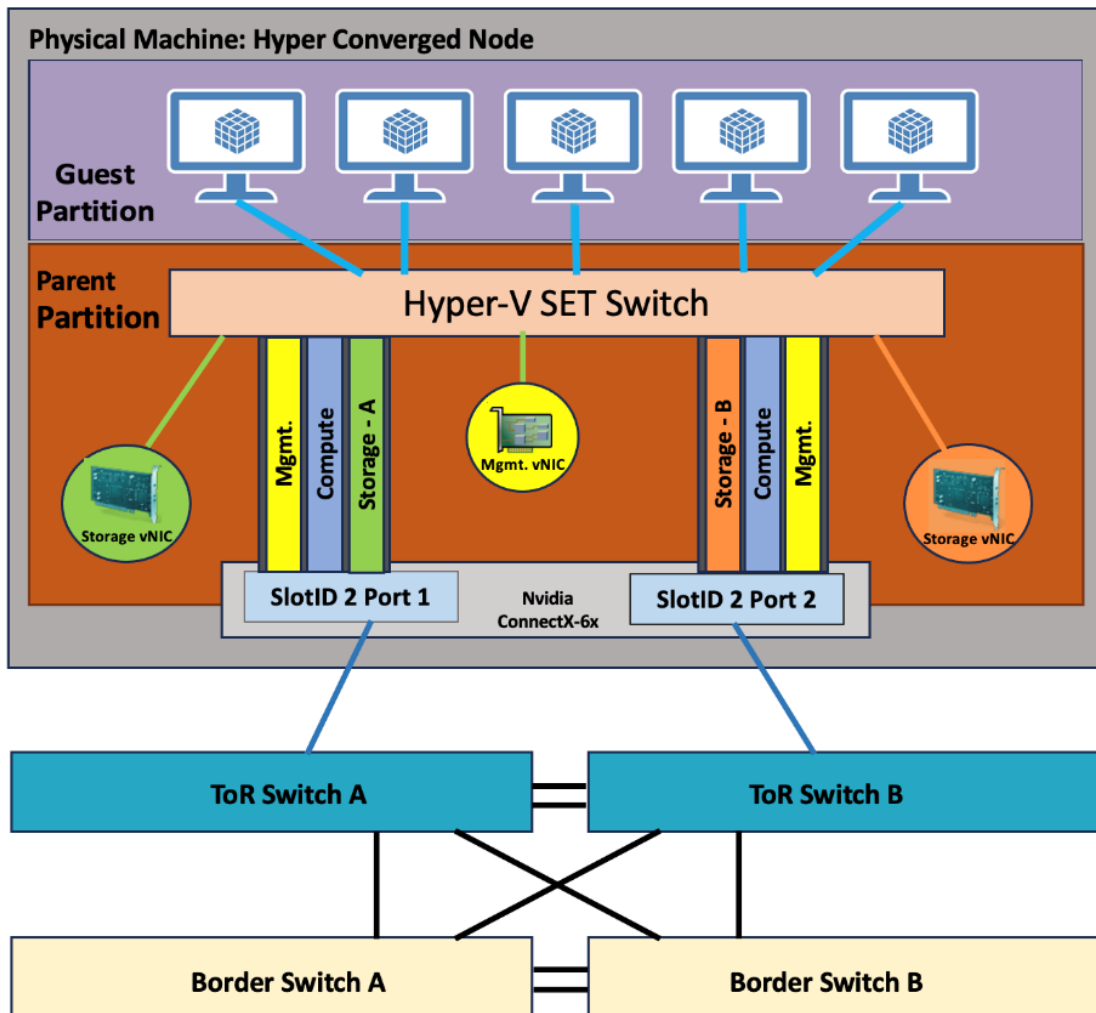 Physical Machine: Hyper Converged Node
Guest
Partition
Parent
Partition
Hyper-V SET Switch
Mgmt.
Compute
Storage - A
Storage - B
Compute
Mgmt.
Storage vNIC
Mgmt. vNIC
Storage vNIC
SlotID 2 Port 1
Nvidia
ConnectX-6x
SlotID 2 Port 2
ToR Switch A
ToR Switch B
Border Switch A
Border Switch B